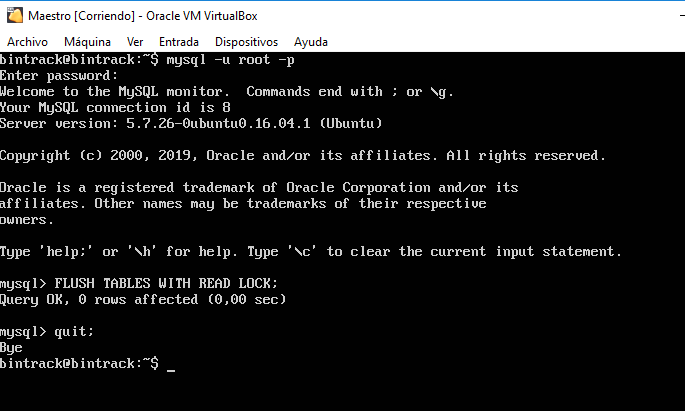 Maestro [Corriendo] - Oracle VM VirtualBox
Archivo Máquina Ver Entrada Dispositivos Ayuda
bintrack@bintrack:~$ mysql -u root -p
Enter password:
Welcome to the MySQL monitor.  Commands end with ; or \g.
Your MySQL connection id is 8
Server version: 5.7.26-0ubuntu0.16.04.1 (Ubuntu)
Copyright (c) 2000, 2019, Oracle and/or its affiliates. All rights reserved.
Oracle is a registered trademark of Oracle Corporation and/or its
affiliates. Other names may be trademarks of their respective
owners.
Type 'help;' or '\h' for help. Type '\c' to clear the current input statement.
mysql> FLUSH TABLES WITH READ LOCK;
Query OK, 0 rows affected (0,00 sec)
mysql> quit;
Bye
bintrack@bintrack:~$ _